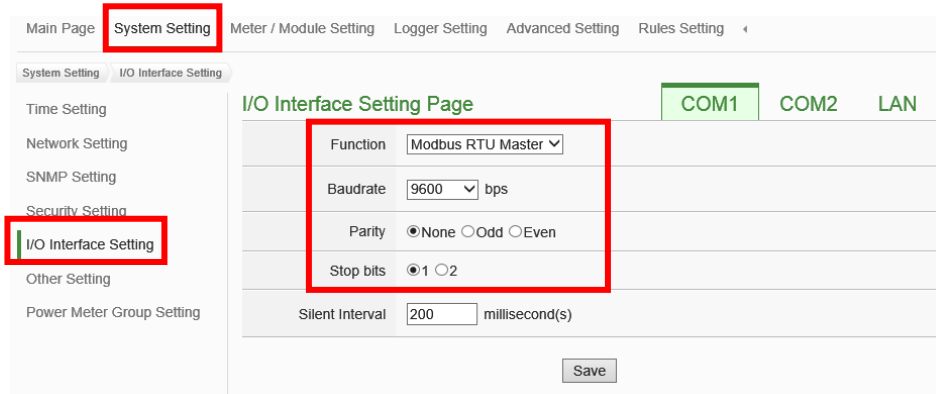 Main Page System Setting Meter / Module Setting Logger Setting Advanced Setting Rules Setting
System Setting I/O Interface Setting
Time Setting
Network Setting
SNMP Setting
Security Setting
I/O Interface Setting
Other Setting
Power Meter Group Setting
I/O Interface Setting Page COM1 COM2 LAN
Function Modbus RTU Master
Baudrate 9600 bps
Parity None Odd Even
Stop bits 1 2
Silent Interval 200 millisecond(s)
Save